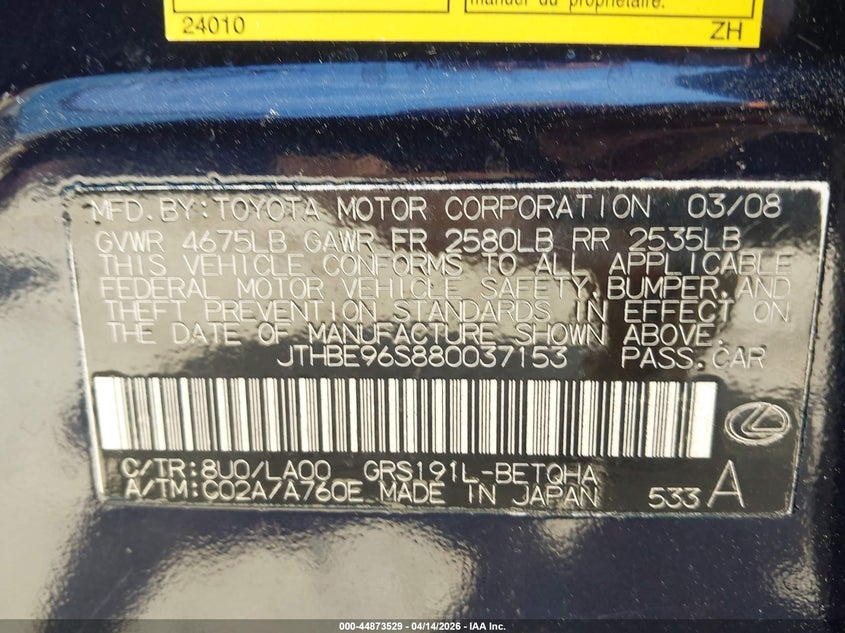 manuel du propriétaire.
24010 ZH
MFD.BY:TOYOTA MOTOR CORPORATION 03/08
GVWR 4675LB GAWR FR 2580LB RR 2535LB
THIS VEHICLE CONFORMS TO ALL APPLICABLE
FEDERAL MOTOR VEHICLE SAFETY,BUMPER,AND
THEFT PREVENTION STANDARDS IN EFFECT ON
THE DATE OF MANUFACTURE SHOWN ABOVE.
JTHBE96S880037153 PASS.CAR
C/TR:8U0/LA00 GRS191L-BETQHA
A/TM:C02A/A760E MADE IN JAPAN 533 A
000-44873529 - 04/14/2026 - IAA Inc.